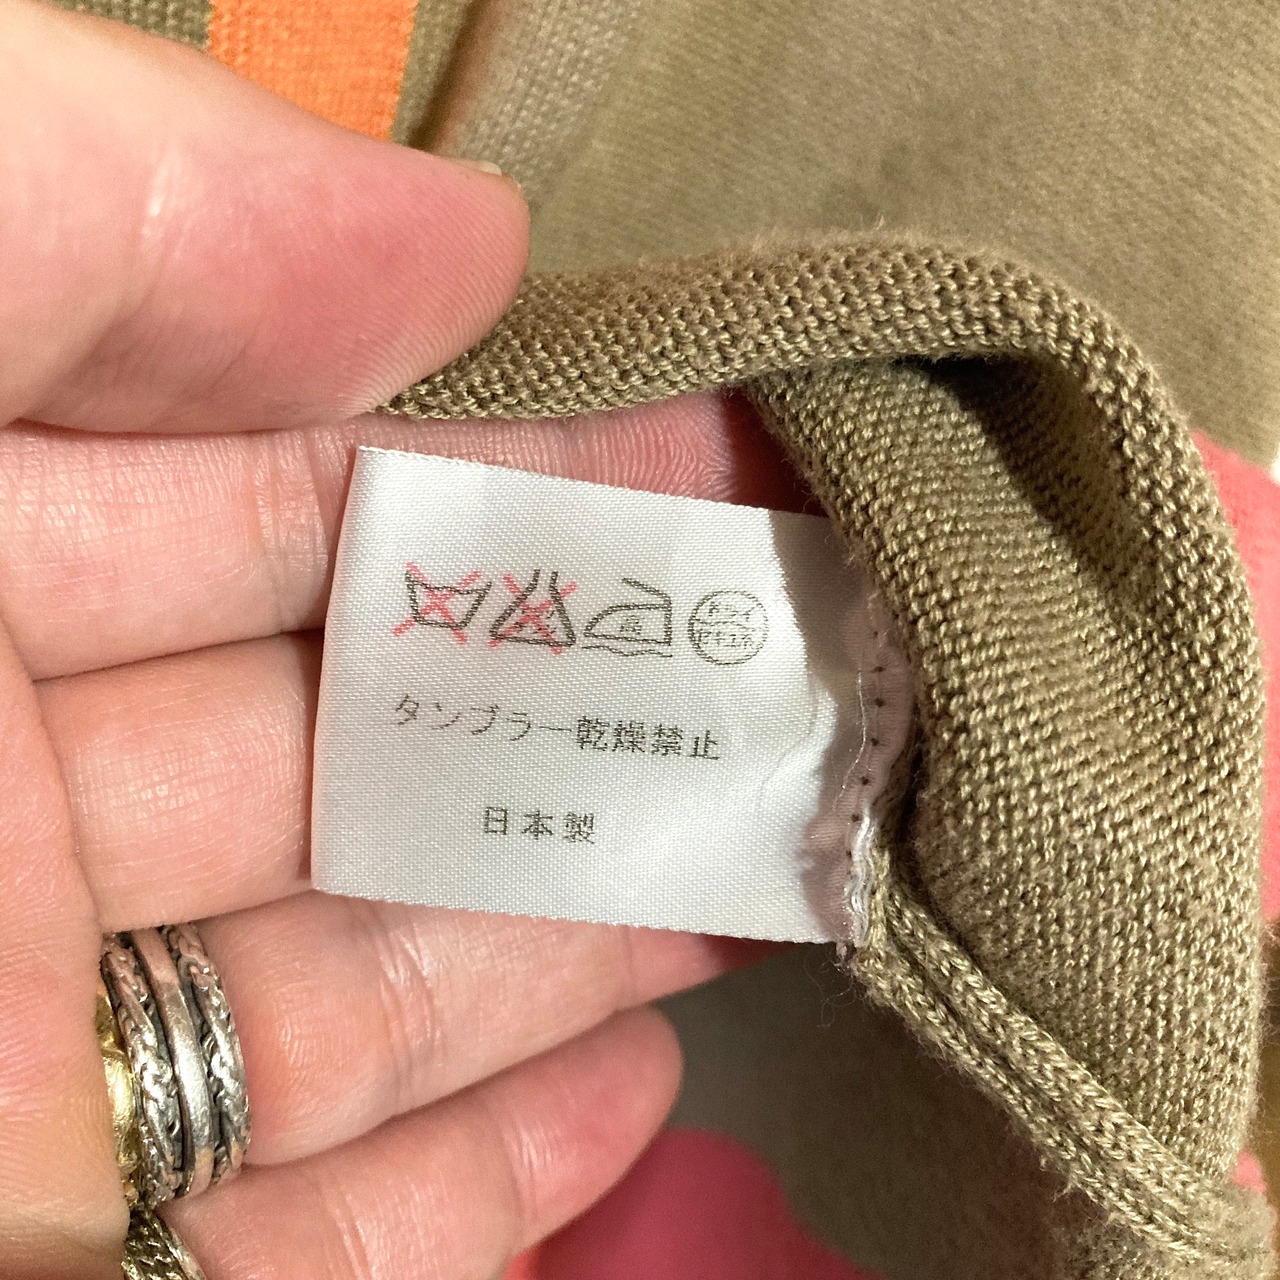 中
ドライ
セキユ系
タンブラー乾燥禁止
日本製